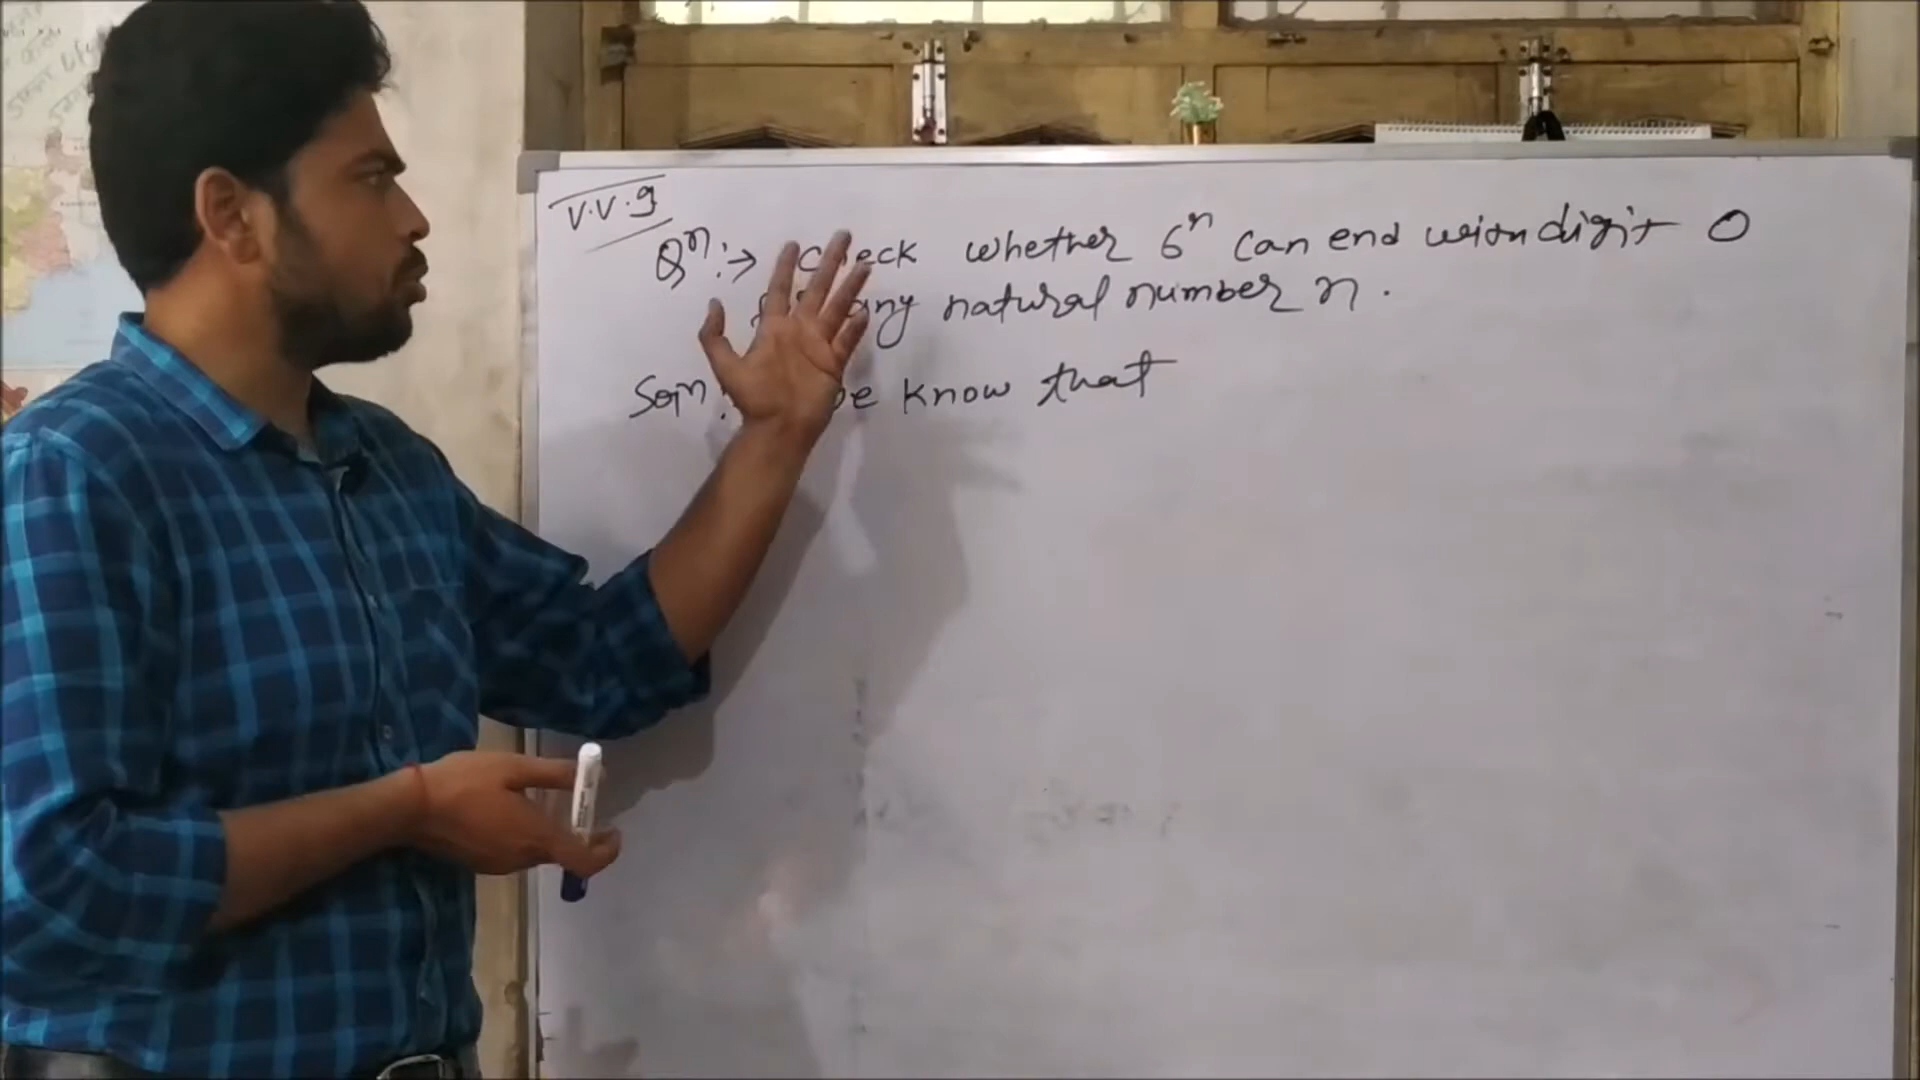 V.V.g
Qn:→ check whether 6ⁿ can end with digit 0
any natural number n.
Soln: we know that